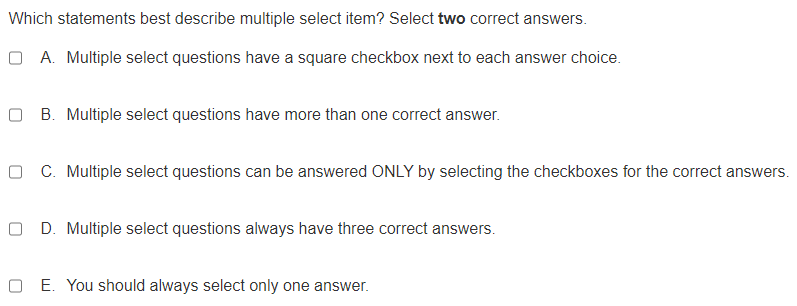 Which statements best describe multiple select item? Select two correct answers.
A. Multiple select questions have a square checkbox next to each answer choice.
B. Multiple select questions have more than one correct answer.
C. Multiple select questions can be answered ONLY by selecting the checkboxes for the correct answers.
D. Multiple select questions always have three correct answers.
E. You should always select only one answer.